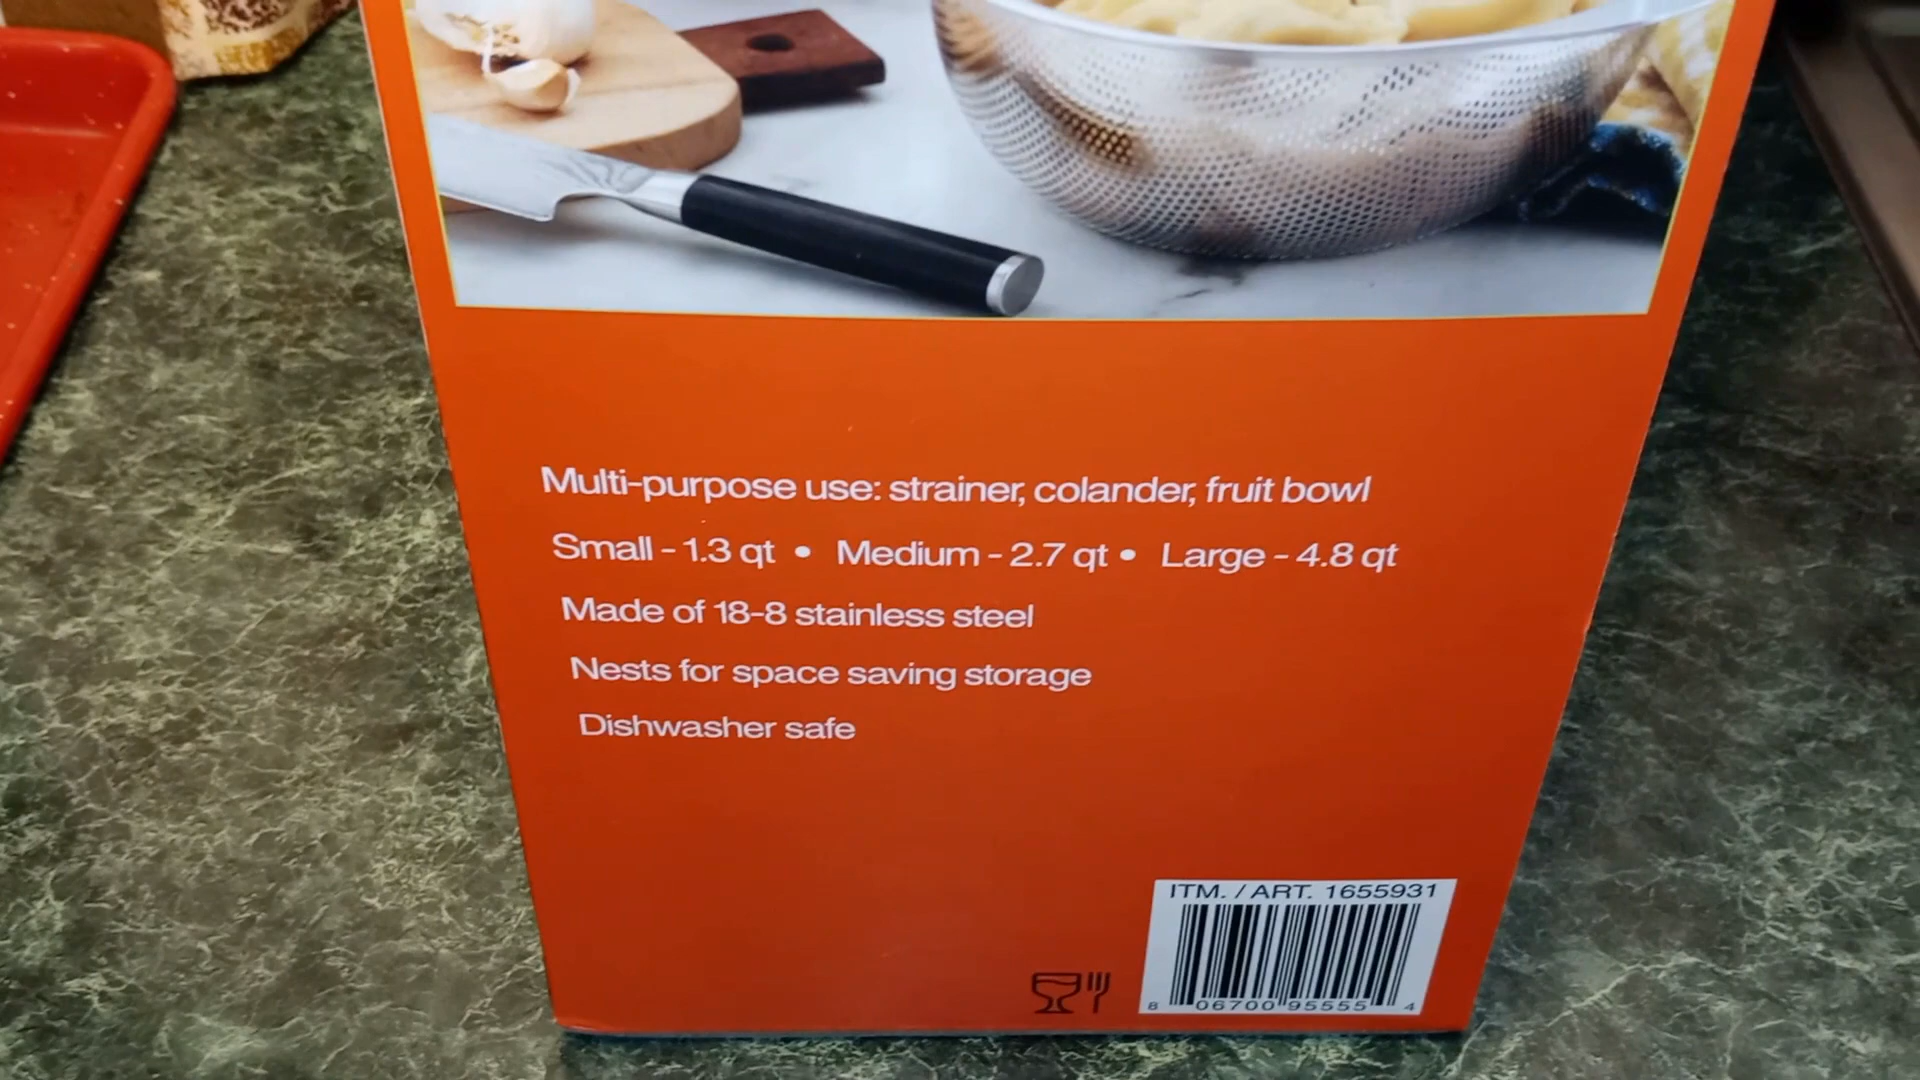 Multi-purpose use: strainer, colander, fruit bowl
Small - 1.3 qt • Medium - 2.7 qt • Large - 4.8 qt
Made of 18-8 stainless steel
Nests for space saving storage
Dishwasher safe
ITM. / ART. 1655931
8 06700 95555 4